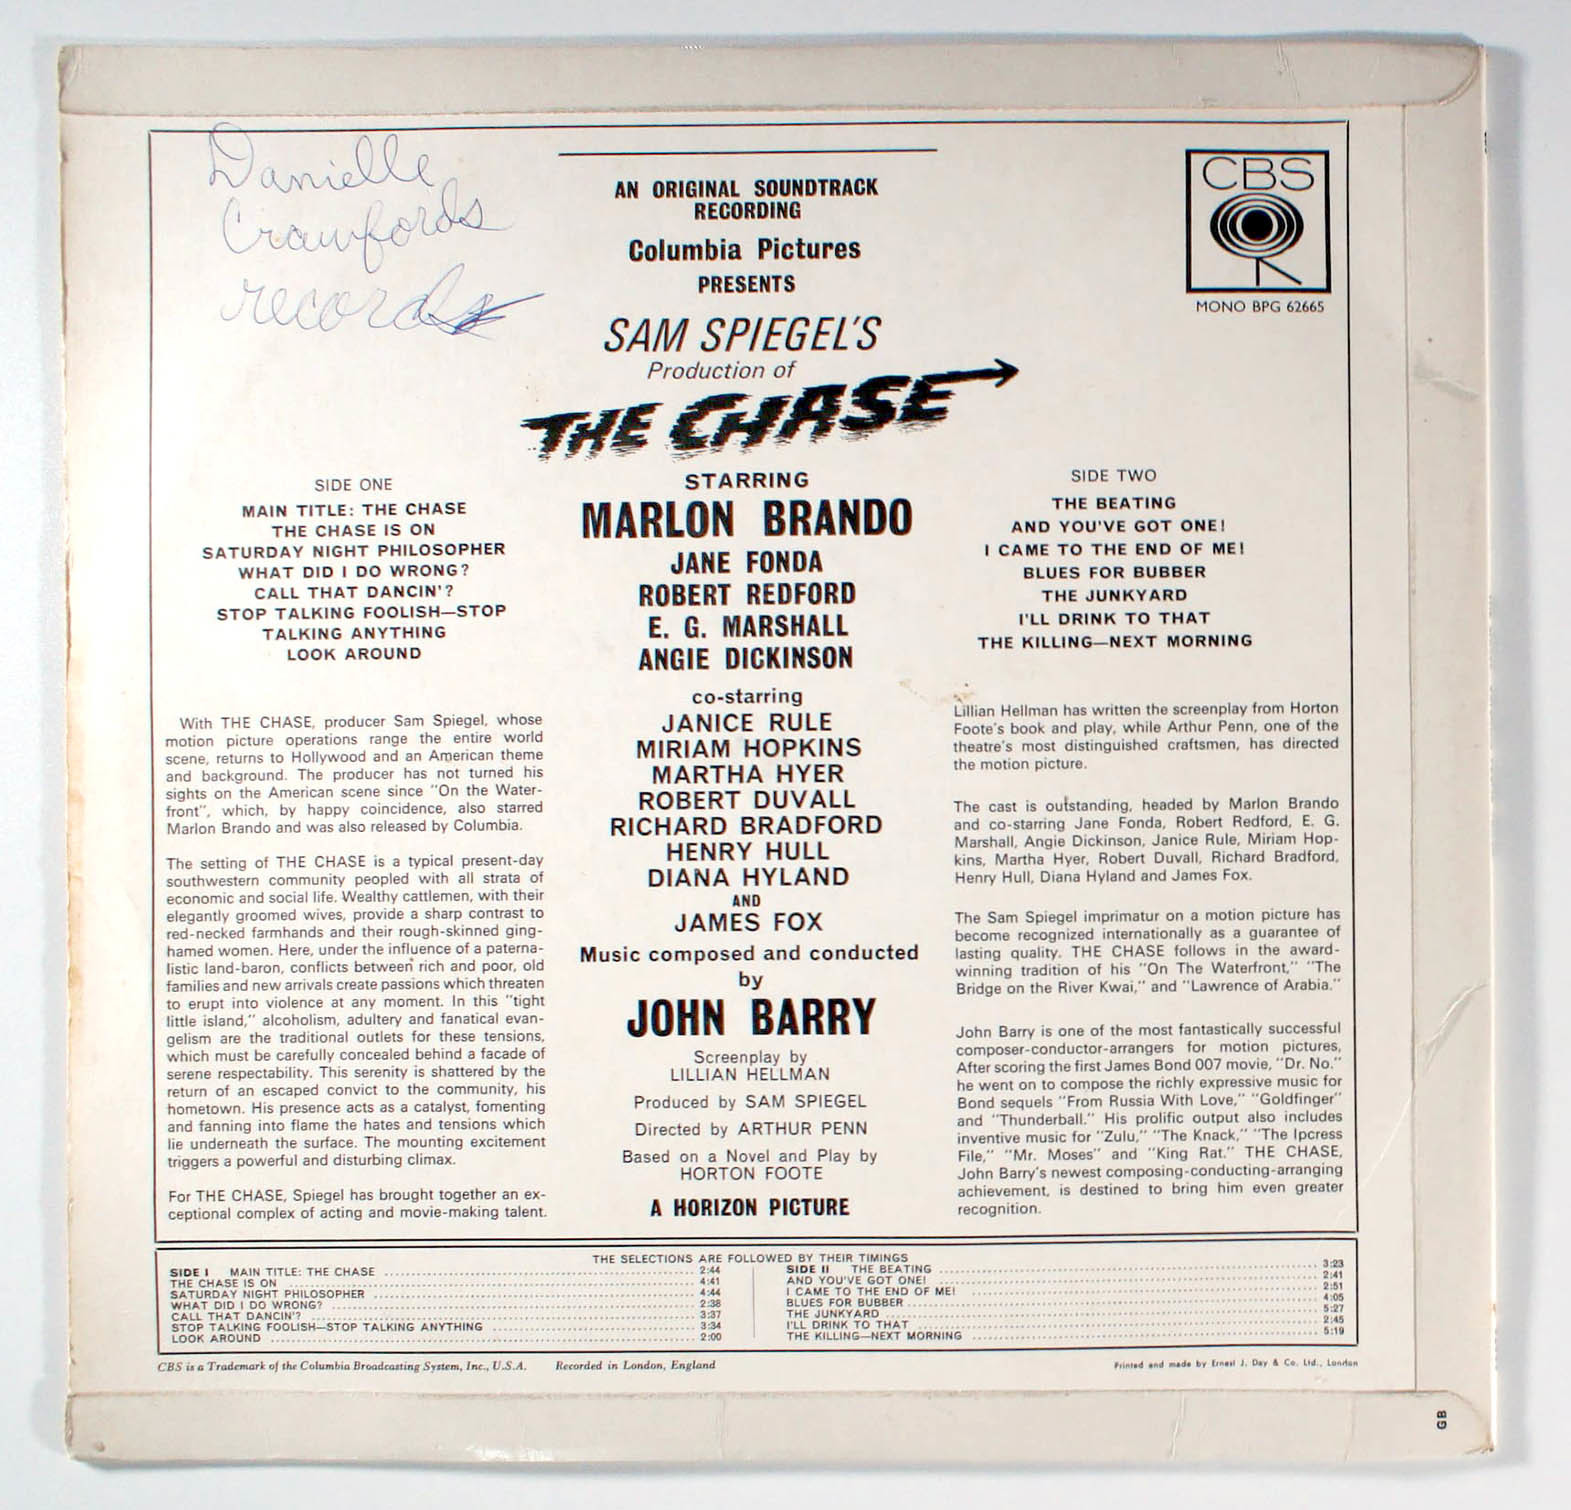 Danielle
Crawfords
records
AN ORIGINAL SOUNDTRACK
RECORDING
Columbia Pictures
PRESENTS
SAM SPIEGEL'S
Production of
THE CHASE
CBS
MONO BPG 62665
SIDE ONE
MAIN TITLE: THE CHASE
THE CHASE IS ON
SATURDAY NIGHT PHILOSOPHER
WHAT DID I DO WRONG?
CALL THAT DANCIN'?
STOP TALKING FOOLISH—STOP
TALKING ANYTHING
LOOK AROUND
STARRING
MARLON BRANDO
JANE FONDA
ROBERT REDFORD
E. G. MARSHALL
ANGIE DICKINSON
co-starring
JANICE RULE
MIRIAM HOPKINS
MARTHA HYER
ROBERT DUVALL
RICHARD BRADFORD
HENRY HULL
DIANA HYLAND
AND
JAMES FOX
Music composed and conducted
by
JOHN BARRY
Screenplay by
LILLIAN HELLMAN
Produced by SAM SPIEGEL
Directed by ARTHUR PENN
Based on a Novel and Play by
HORTON FOOTE
A HORIZON PICTURE
SIDE TWO
THE BEATING
AND YOU'VE GOT ONE!
I CAME TO THE END OF ME!
BLUES FOR BUBBER
THE JUNKYARD
I'LL DRINK TO THAT
THE KILLING—NEXT MORNING
With THE CHASE, producer Sam Spiegel, whose
motion picture operations range the entire world
scene, returns to Hollywood and an American theme
and background. The producer has not turned his
sights on the American scene since "On the Water-
front", which, by happy coincidence, also starred
Marlon Brando and was also released by Columbia.
The setting of THE CHASE is a typical present-day
southwestern community peopled with all strata of
economic and social life. Wealthy cattlemen, with their
elegantly groomed wives, provide a sharp contrast to
red-necked farmhands and their rough-skinned ging-
hamed women. Here, under the influence of a paterna-
listic land-baron, conflicts between rich and poor, old
families and new arrivals create passions which threaten
to erupt into violence at any moment. In this "tight
little island," alcoholism, adultery and fanatical evan-
gelism are the traditional outlets for these tensions,
which must be carefully concealed behind a facade of
serene respectability. This serenity is shattered by the
return of an escaped convict to the community, his
hometown. His presence acts as a catalyst, fomenting
and fanning into flame the hates and tensions which
lie underneath the surface. The mounting excitement
triggers a powerful and disturbing climax.
For THE CHASE, Spiegel has brought together an ex-
ceptional complex of acting and movie-making talent.
Lillian Hellman has written the screenplay from Horton
Foote's book and play, while Arthur Penn, one of the
theatre's most distinguished craftsmen, has directed
the motion picture.
The cast is outstanding, headed by Marlon Brando
and co-starring Jane Fonda, Robert Redford, E. G.
Marshall, Angie Dickinson, Janice Rule, Miriam Hop-
kins, Martha Hyer, Robert Duvall, Richard Bradford,
Henry Hull, Diana Hyland and James Fox.
The Sam Spiegel imprimatur on a motion picture has
become recognized internationally as a guarantee of
lasting quality. THE CHASE follows in the award-
winning tradition of his "On The Waterfront," "The
Bridge on the River Kwai," and "Lawrence of Arabia."
John Barry is one of the most fantastically successful
composer-conductor-arrangers for motion pictures,
After scoring the first James Bond 007 movie, "Dr. No."
he went on to compose the richly expressive music for
Bond sequels "From Russia With Love," "Goldfinger"
and "Thunderball." His prolific output also includes
inventive music for "Zulu," "The Knack," "The Ipcress
File," "Mr. Moses" and "King Rat." THE CHASE,
John Barry's newest composing-conducting-arranging
achievement, is destined to bring him even greater
recognition.
THE SELECTIONS ARE FOLLOWED BY THEIR TIMINGS
SIDE I MAIN TITLE: THE CHASE 2:44
THE CHASE IS ON 4:41
SATURDAY NIGHT PHILOSOPHER 4:44
WHAT DID I DO WRONG? 2:38
CALL THAT DANCIN'? 3:37
STOP TALKING FOOLISH—STOP TALKING ANYTHING 3:34
LOOK AROUND 2:00
SIDE II THE BEATING 3:23
AND YOU'VE GOT ONE! 2:41
I CAME TO THE END OF ME! 2:51
BLUES FOR BUBBER 4:05
THE JUNKYARD 5:27
I'LL DRINK TO THAT 2:45
THE KILLING—NEXT MORNING 5:19
CBS is a Trademark of the Columbia Broadcasting System, Inc., U.S.A. Recorded in London, England
Printed and made by Ernest J. Day & Co. Ltd., London
GB